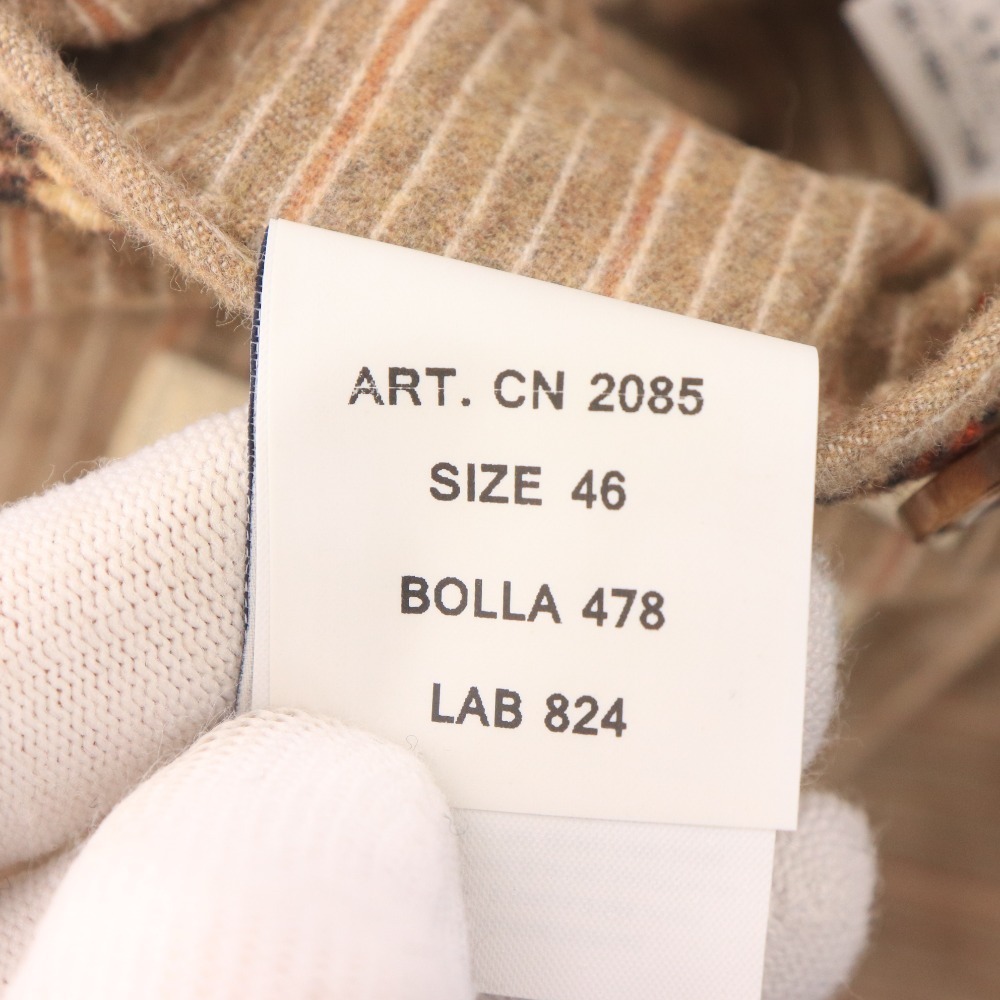 ART. CN 2085
SIZE 46
BOLLA 478
LAB 824